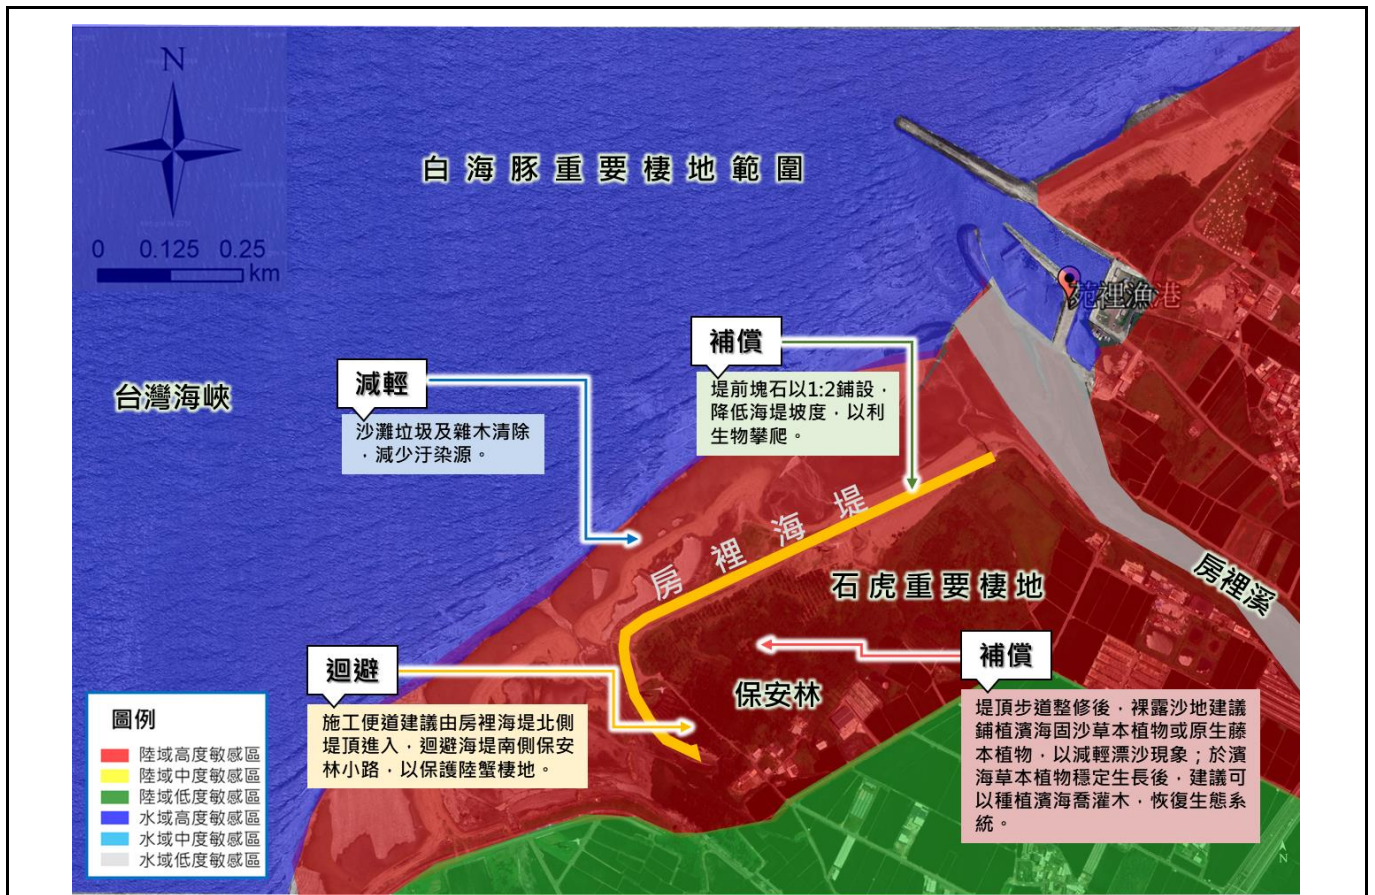 N
0 0.125 0.25
km
白海豚重要棲地範圍
苑裡漁港
台灣海峽
減輕
沙灘垃圾及雜木清除
，減少汙染源。
補償
堤前塊石以1:2鋪設，
降低海堤坡度，以利
生物攀爬。
房裡海堤
石虎重要棲地
房裡溪
保安林
迴避
施工便道建議由房裡海堤北側
堤頂進入，迴避海堤南側保安
林小路，以保護陸蟹棲地。
補償
堤頂步道整修後，裸露沙地建議
鋪植濱海固沙草本植物或原生藤
本植物，以減輕漂沙現象；於濱
海草本植物穩定生長後，建議可
以種植濱海喬灌木，恢復生態系
統。
圖例
陸域高度敏感區
陸域中度敏感區
陸域低度敏感區
水域高度敏感區
水域中度敏感區
水域低度敏感區
N